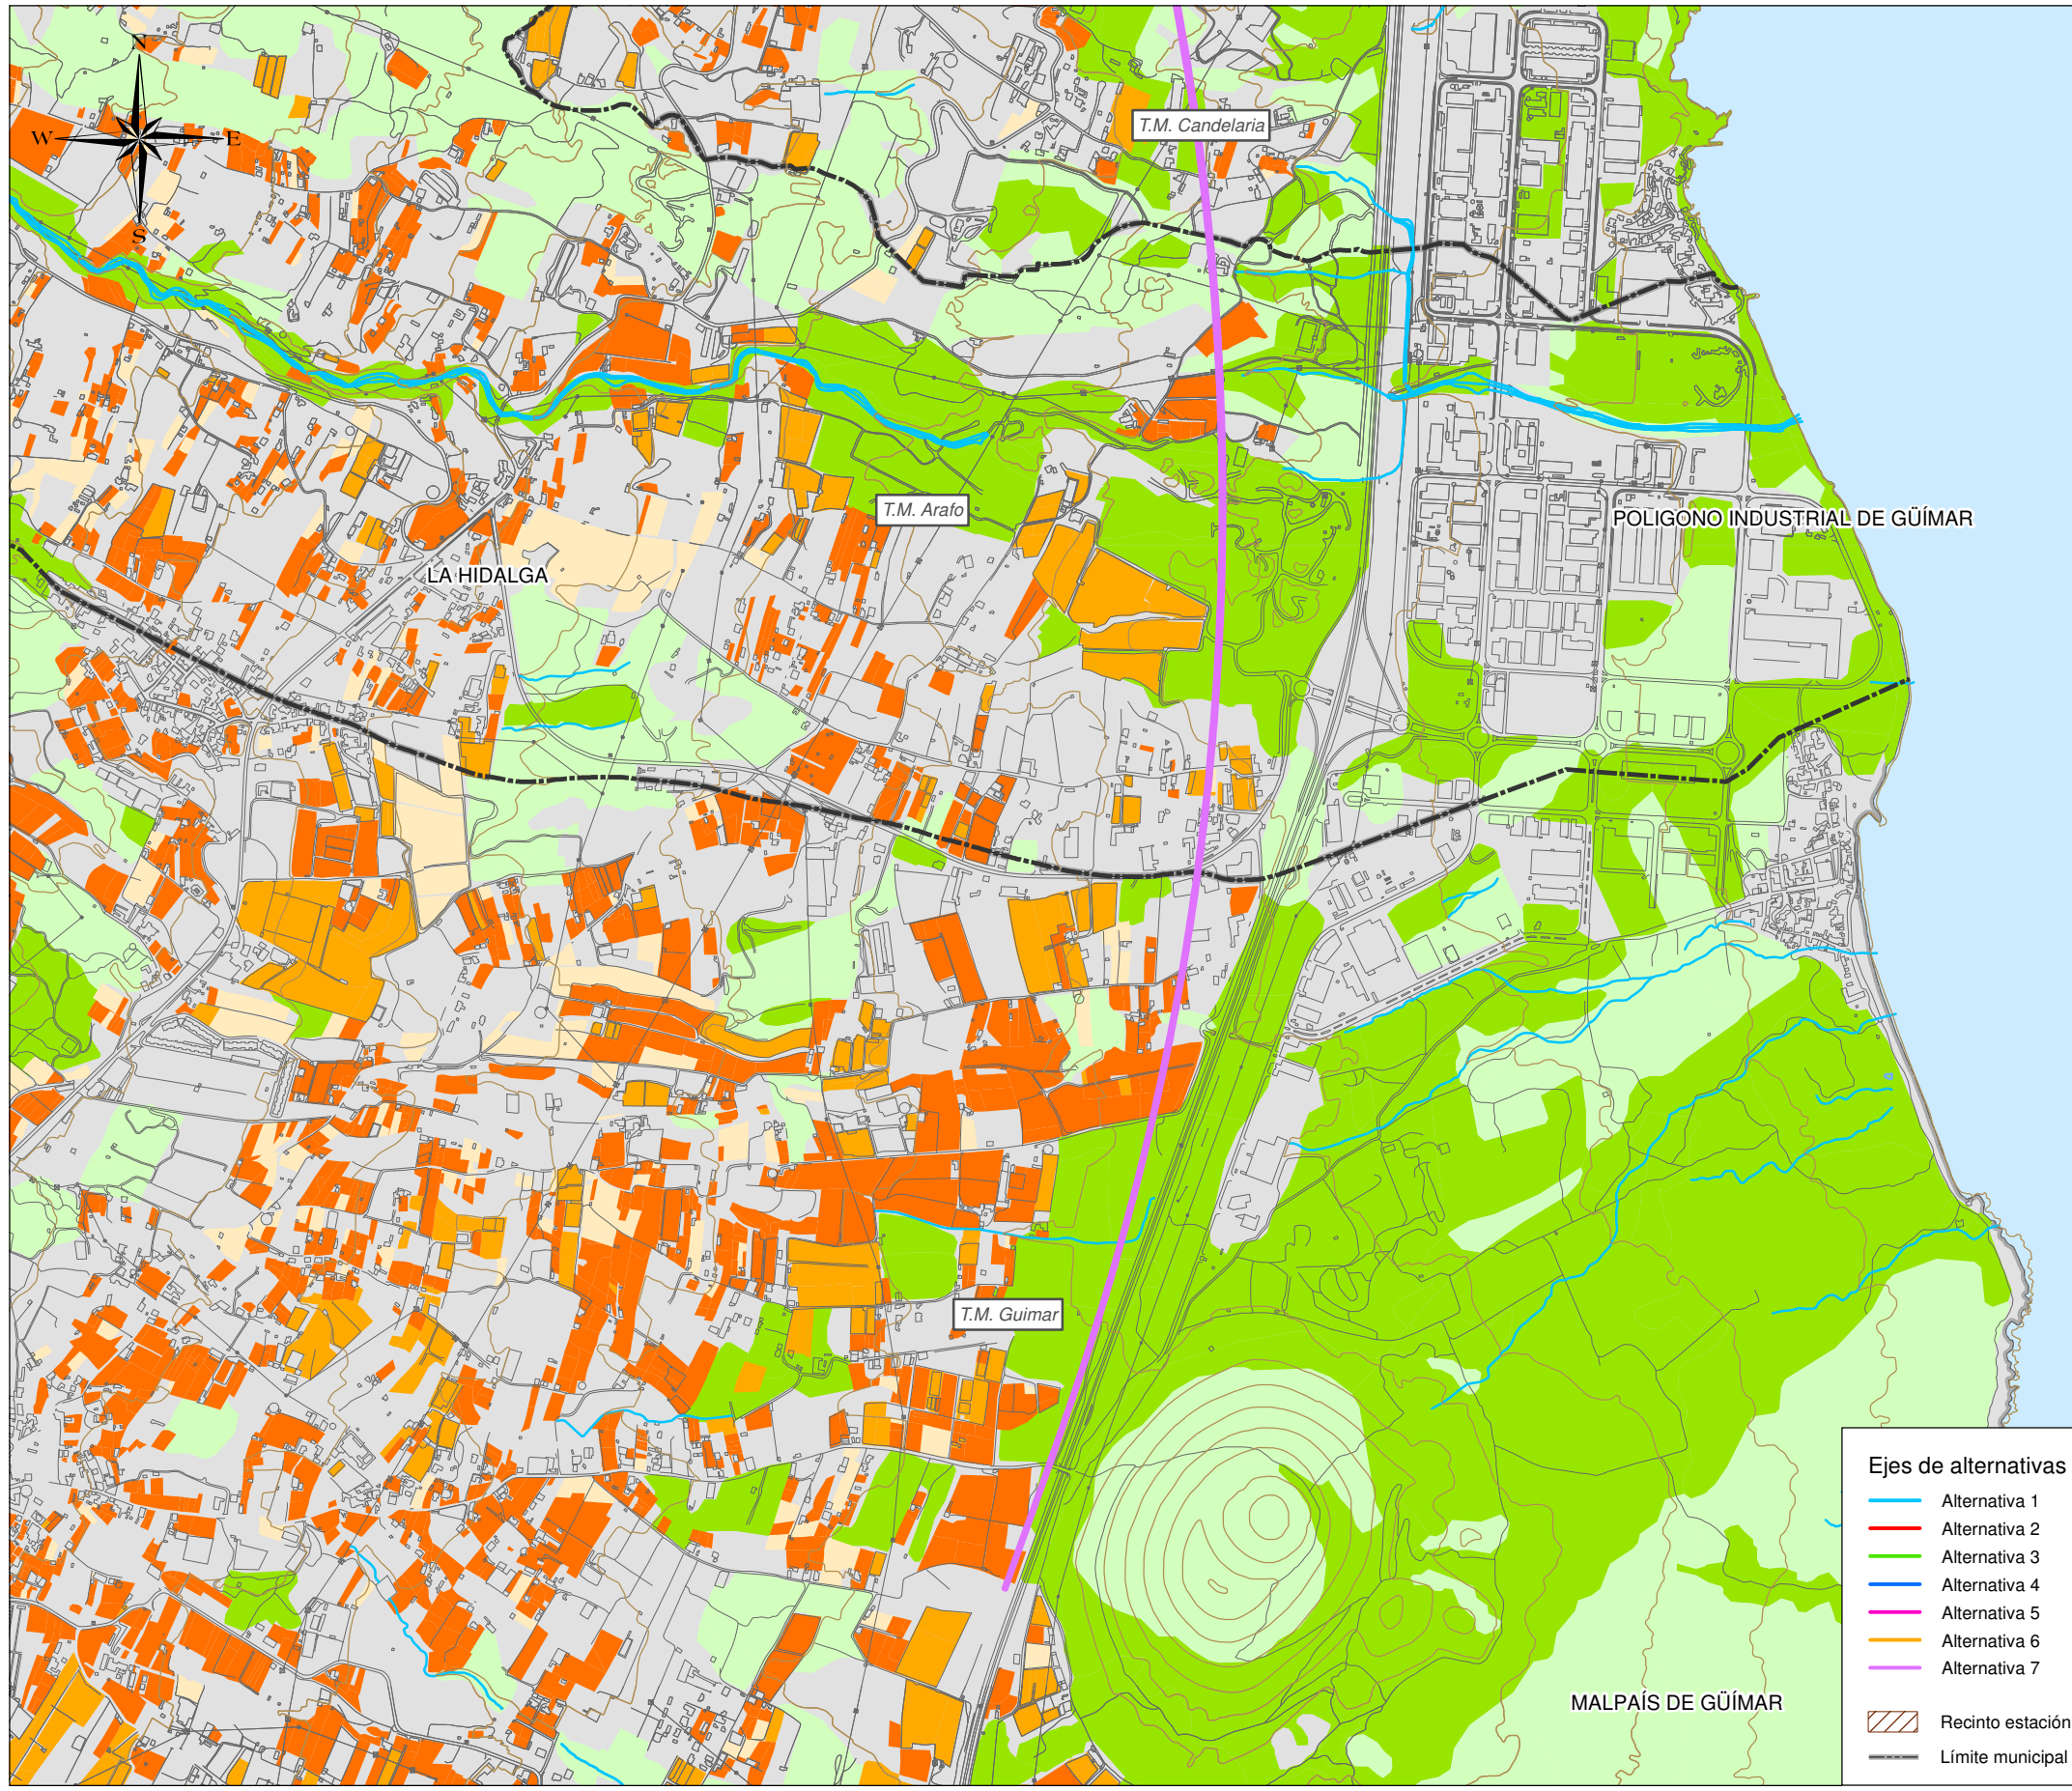 N
W E
S
T.M. Candelaria
T.M. Arafo
POLIGONO INDUSTRIAL DE GÜÍMAR
LA HIDALGA
T.M. Guimar
MALPAÍS DE GÜÍMAR
Ejes de alternativas
Alternativa 1
Alternativa 2
Alternativa 3
Alternativa 4
Alternativa 5
Alternativa 6
Alternativa 7
Recinto estación
Límite municipal